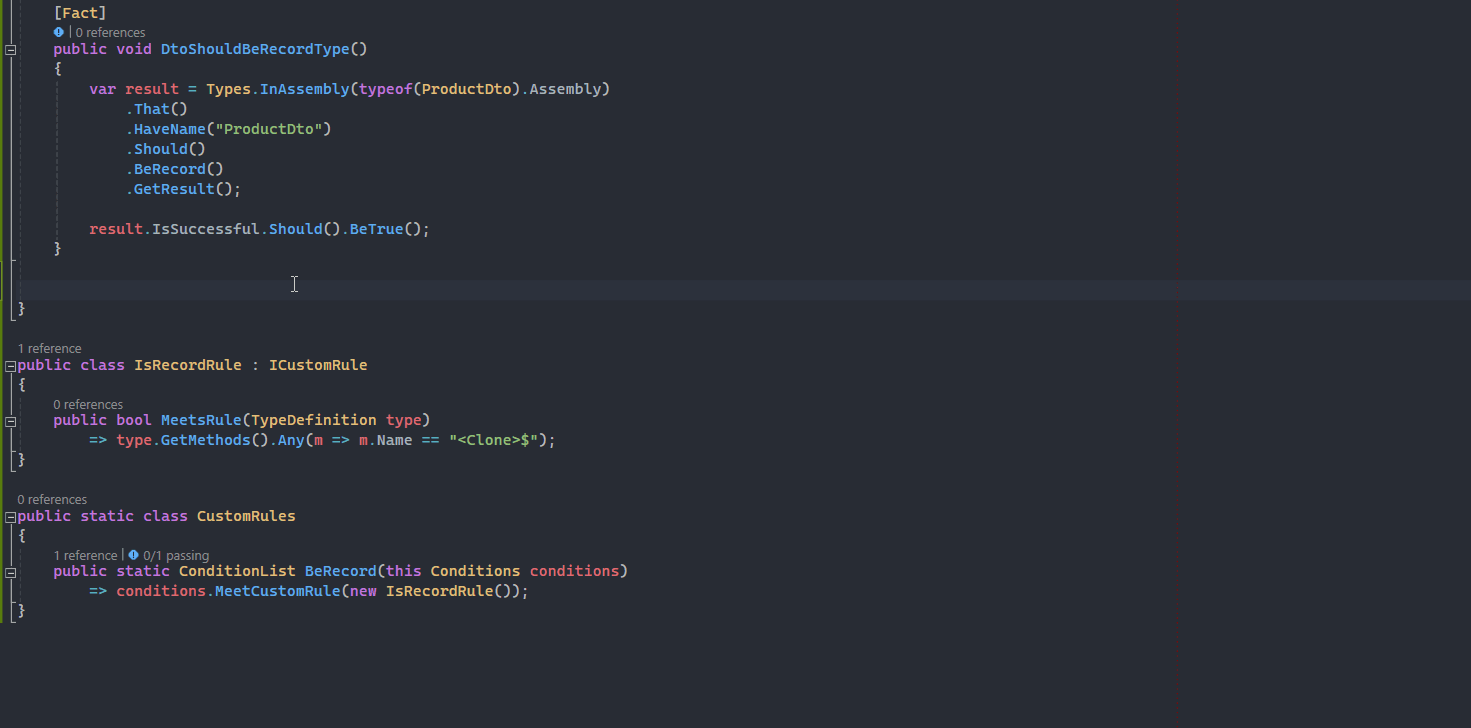 [Fact]
0 references
public void DtoShouldBeRecordType()
{
var result = Types.InAssembly(typeof(ProductDto).Assembly)
.That()
.HaveName("ProductDto")
.Should()
.BeRecord()
.GetResult();
result.IsSuccessful.Should().BeTrue();
}
}
1 reference
public class IsRecordRule : ICustomRule
{
0 references
public bool MeetsRule(TypeDefinition type)
=> type.GetMethods().Any(m => m.Name == "<Clone>$");
}
0 references
public static class CustomRules
{
1 reference | 0/1 passing
public static ConditionList BeRecord(this Conditions conditions)
=> conditions.MeetCustomRule(new IsRecordRule());
}